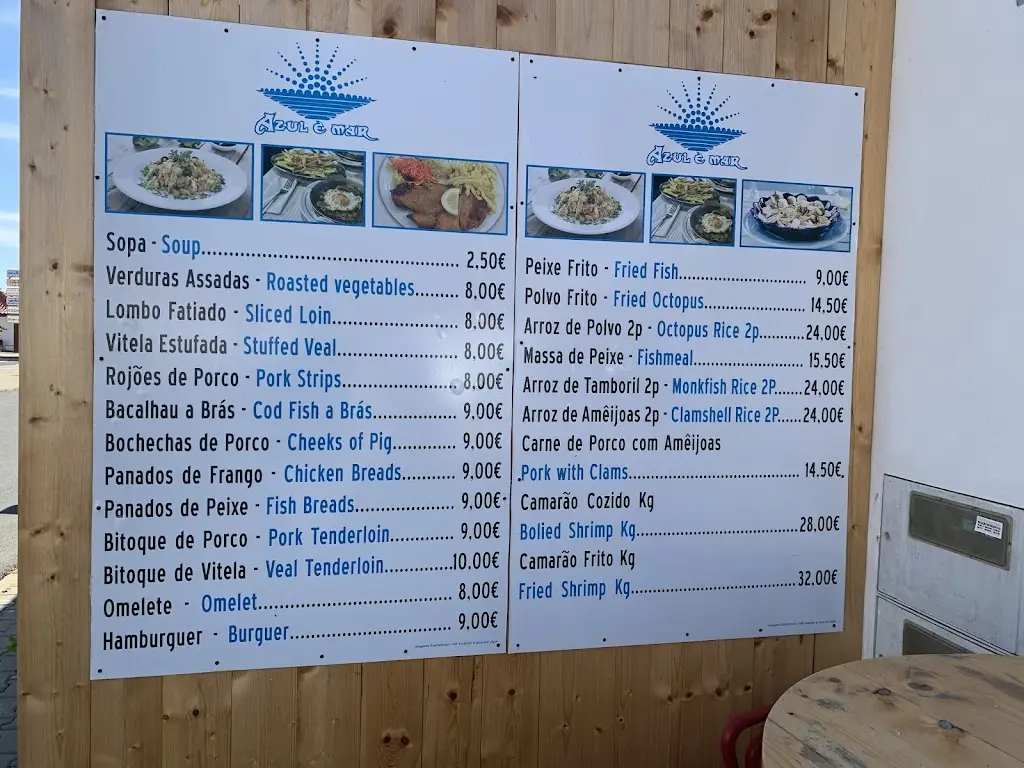 AZUL è mar
Sopa - Soup.......................................... 2,50€
Verduras Assadas - Roasted vegetables......... 8,00€
Lombo Fatiado - Sliced Loin......................... 8,00€
Vitela Estufada - Stuffed Veal....................... 8,00€
Rojões de Porco - Pork Strips...................... 8,00€
Bacalhau a Brás - Cod Fish a Brás................ 9,00€
Bochechas de Porco - Cheeks of Pig............. 9,00€
Panados de Frango - Chicken Breads........... 9,00€
Panados de Peixe - Fish Breads.................... 9,00€
Bitoque de Porco - Pork Tenderloin.............. 9,00€
Bitoque de Vitela - Veal Tenderloin..............10,00€
Omelete - Omelet...................................... 8,00€
Hamburguer - Burguer................................ 9,00€
AZUL è mar
Peixe Frito - Fried Fish............................ 9,00€
Polvo Frito - Fried Octopus...................... 14,50€
Arroz de Polvo 2p - Octopus Rice 2p.......... 24,00€
Massa de Peixe - Fishmeal........................ 15,50€
Arroz de Tamboril 2p - Monkfish Rice 2P......24,00€
Arroz de Amêijoas 2p - Clamshell Rice 2P.....24,00€
Carne de Porco com Amêijoas
Pork with Clams...................................... 14,50€
Camarão Cozido Kg
Bolied Shrimp Kg.....................................28,00€
Camarão Frito Kg
Fried Shrimp Kg......................................32,00€